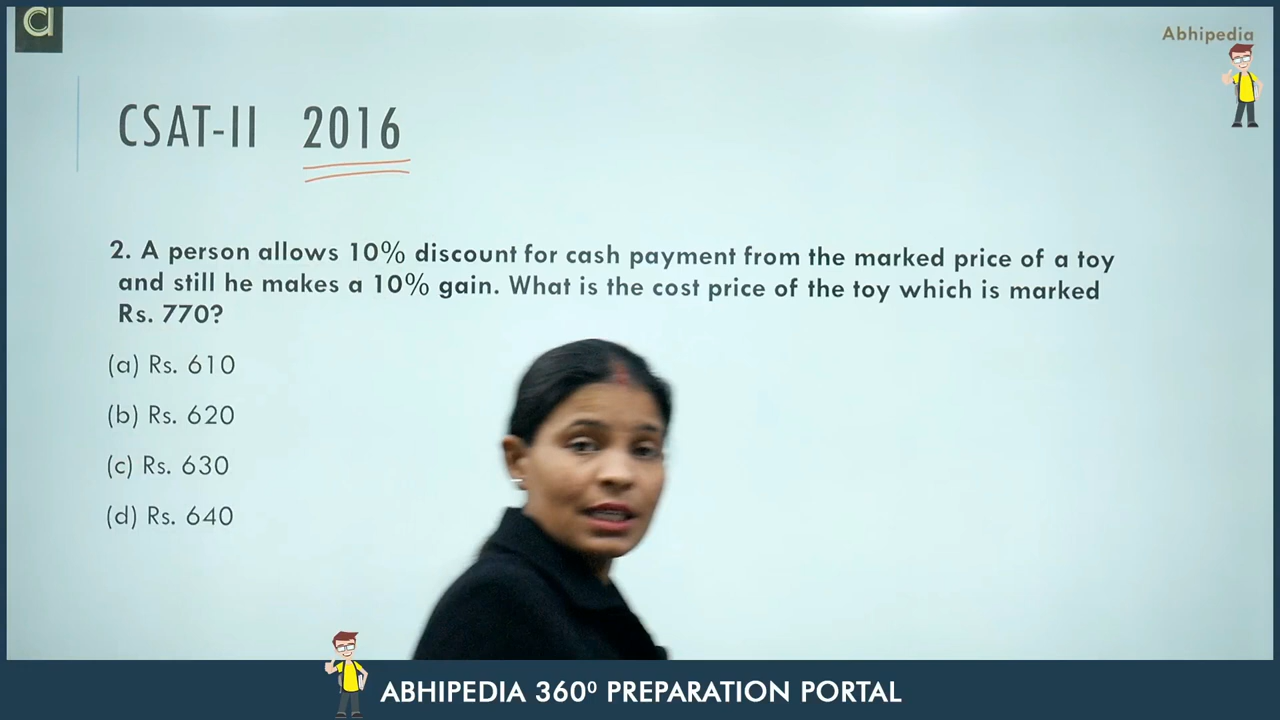 a
Abhipedia
CSAT-II 2016
2. A person allows 10% discount for cash payment from the marked price of a toy
and still he makes a 10% gain. What is the cost price of the toy which is marked
Rs. 770?
(a) Rs. 610
(b) Rs. 620
(c) Rs. 630
(d) Rs. 640
ABHIPEDIA 360⁰ PREPARATION PORTAL